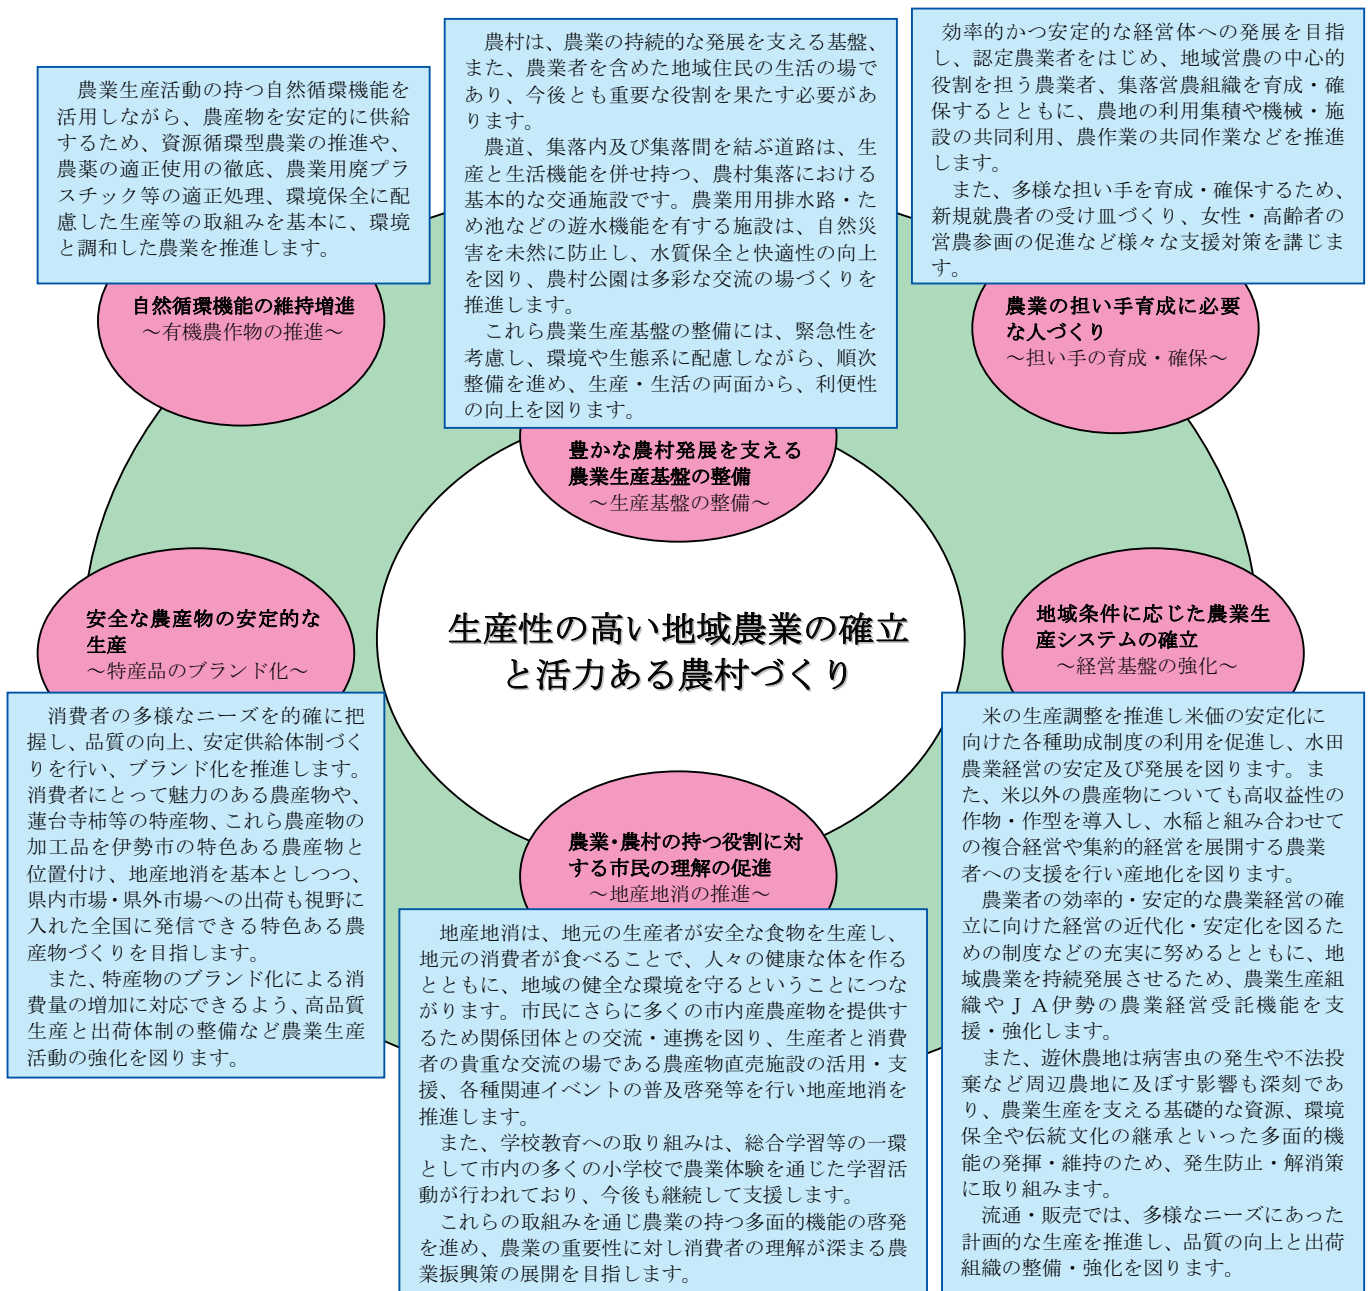 農業生産活動の持つ自然循環機能を
活用しながら、農産物を安定的に供給
するため、資源循環型農業の推進や、
農薬の適正使用の徹底、農業用廃プラ
スチック等の適正処理、環境保全に配
慮した生産等の取組みを基本に、環境
と調和した農業を推進します。
自然循環機能の維持増進
～有機農作物の推進～
農村は、農業の持続的な発展を支える基盤、
また、農業者を含めた地域住民の生活の場で
あり、今後とも重要な役割を果たす必要があ
ります。
農道、集落内及び集落間を結ぶ道路は、生
産と生活機能を併せ持つ、農村集落における
基本的な交通施設です。農業用用排水路・た
め池などの遊水機能を有する施設は、自然災
害を未然に防止し、水質保全と快適性の向上
を図り、農村公園は多彩な交流の場づくりを
推進します。
これら農業生産基盤の整備には、緊急性を
考慮し、環境や生態系に配慮しながら、順次
整備を進め、生産・生活の両面から、利便性
の向上を図ります。
豊かな農村発展を支える
農業生産基盤の整備
～生産基盤の整備～
効率的かつ安定的な経営体への発展を目指
し、認定農業者をはじめ、地域営農の中心的
役割を担う農業者、集落営農組織を育成・確
保するとともに、農地の利用集積や機械・施
設の共同利用、農作業の共同作業などを推進
します。
また、多様な担い手を育成・確保するため、
新規就農者の受け皿づくり、女性・高齢者の
営農参画の促進など様々な支援対策を講じま
す。
農業の担い手育成に必要
な人づくり
～担い手の育成・確保～
生産性の高い地域農業の確立
と活力ある農村づくり
安全な農産物の安定的な
生産
～特産品のブランド化～
消費者の多様なニーズを的確に把
握し、品質の向上、安定供給体制づく
りを行い、ブランド化を推進します。
消費者にとって魅力のある農産物や、
蓮台寺柿等の特産物、これら農産物の
加工品を伊勢市の特色ある農産物と
位置付け、地産地消を基本としつつ、
県内市場・県外市場への出荷も視野に
入れた全国に発信できる特色ある農
産物づくりを目指します。
また、特産物のブランド化による消
費量の増加に対応できるよう、高品質
生産と出荷体制の整備など農業生産
活動の強化を図ります。
農業・農村の持つ役割に対
する市民の理解の促進
～地産地消の推進～
地産地消は、地元の生産者が安全な食物を生産し、
地元の消費者が食べることで、人々の健康な体を作る
とともに、地域の健全な環境を守るということにつな
がります。市民にさらに多くの市内産農産物を提供す
るため関係団体との交流・連携を図り、生産者と消費
者の貴重な交流の場である農産物直売施設の活用・支
援、各種関連イベントの普及啓発等を行い地産地消を
推進します。
また、学校教育への取り組みは、総合学習等の一環
として市内の多くの小学校で農業体験を通じた学習活
動が行われており、今後も継続して支援します。
これらの取組みを通じ農業の持つ多面的機能の啓発
を進め、農業の重要性に対し消費者の理解が深まる農
業振興策の展開を目指します。
地域条件に応じた農業生
産システムの確立
～経営基盤の強化～
米の生産調整を推進し米価の安定化に
向けた各種助成制度の利用を促進し、水田
農業経営の安定及び発展を図ります。ま
た、米以外の農産物についても高収益性の
作物・作型を導入し、水稲と組み合わせて
の複合経営や集約的経営を展開する農業
者への支援を行い産地化を図ります。
農業者の効率的・安定的な農業経営の確
立に向けた経営の近代化・安定化を図るた
めの制度などの充実に努めるとともに、地
域農業を持続発展させるため、農業生産組
織やＪＡ伊勢の農業経営受託機能を支
援・強化します。
また、遊休農地は病害虫の発生や不法投
棄など周辺農地に及ぼす影響も深刻であ
り、農業生産を支える基礎的な資源、環境
保全や伝統文化の継承といった多面的機
能の発揮・維持のため、発生防止・解消策
に取り組みます。
流通・販売では、多様なニーズにあった
計画的な生産を推進し、品質の向上と出荷
組織の整備・強化を図ります。